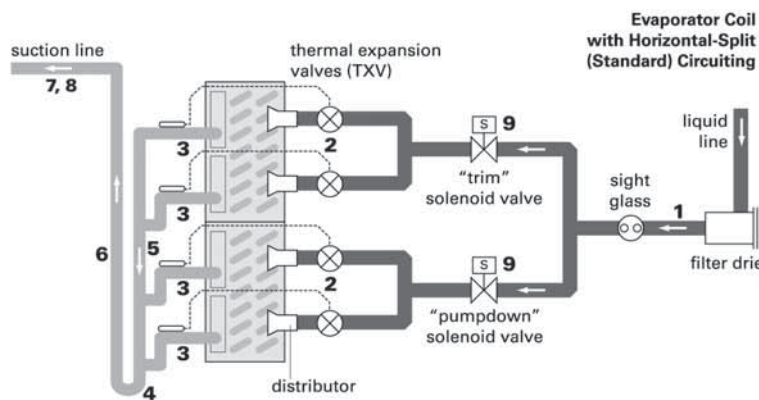 Evaporator Coil
with Horizontal-Split
(Standard) Circuiting
suction line
7, 8
thermal expansion
valves (TXV)
liquid
line
S
9
3
2
"trim"
solenoid valve
sight
glass
1
3
6
5
filter drie
S
9
3
2
"pumpdown"
solenoid valve
3
4
distributor